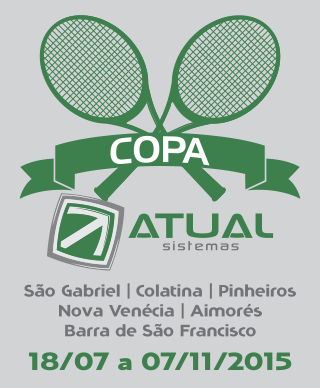 COPA
ATUAL
sistemas
São Gabriel | Colatina | Pinheiros
Nova Venécia | Aimorés
Barra de São Francisco
18/07 a 07/11/2015